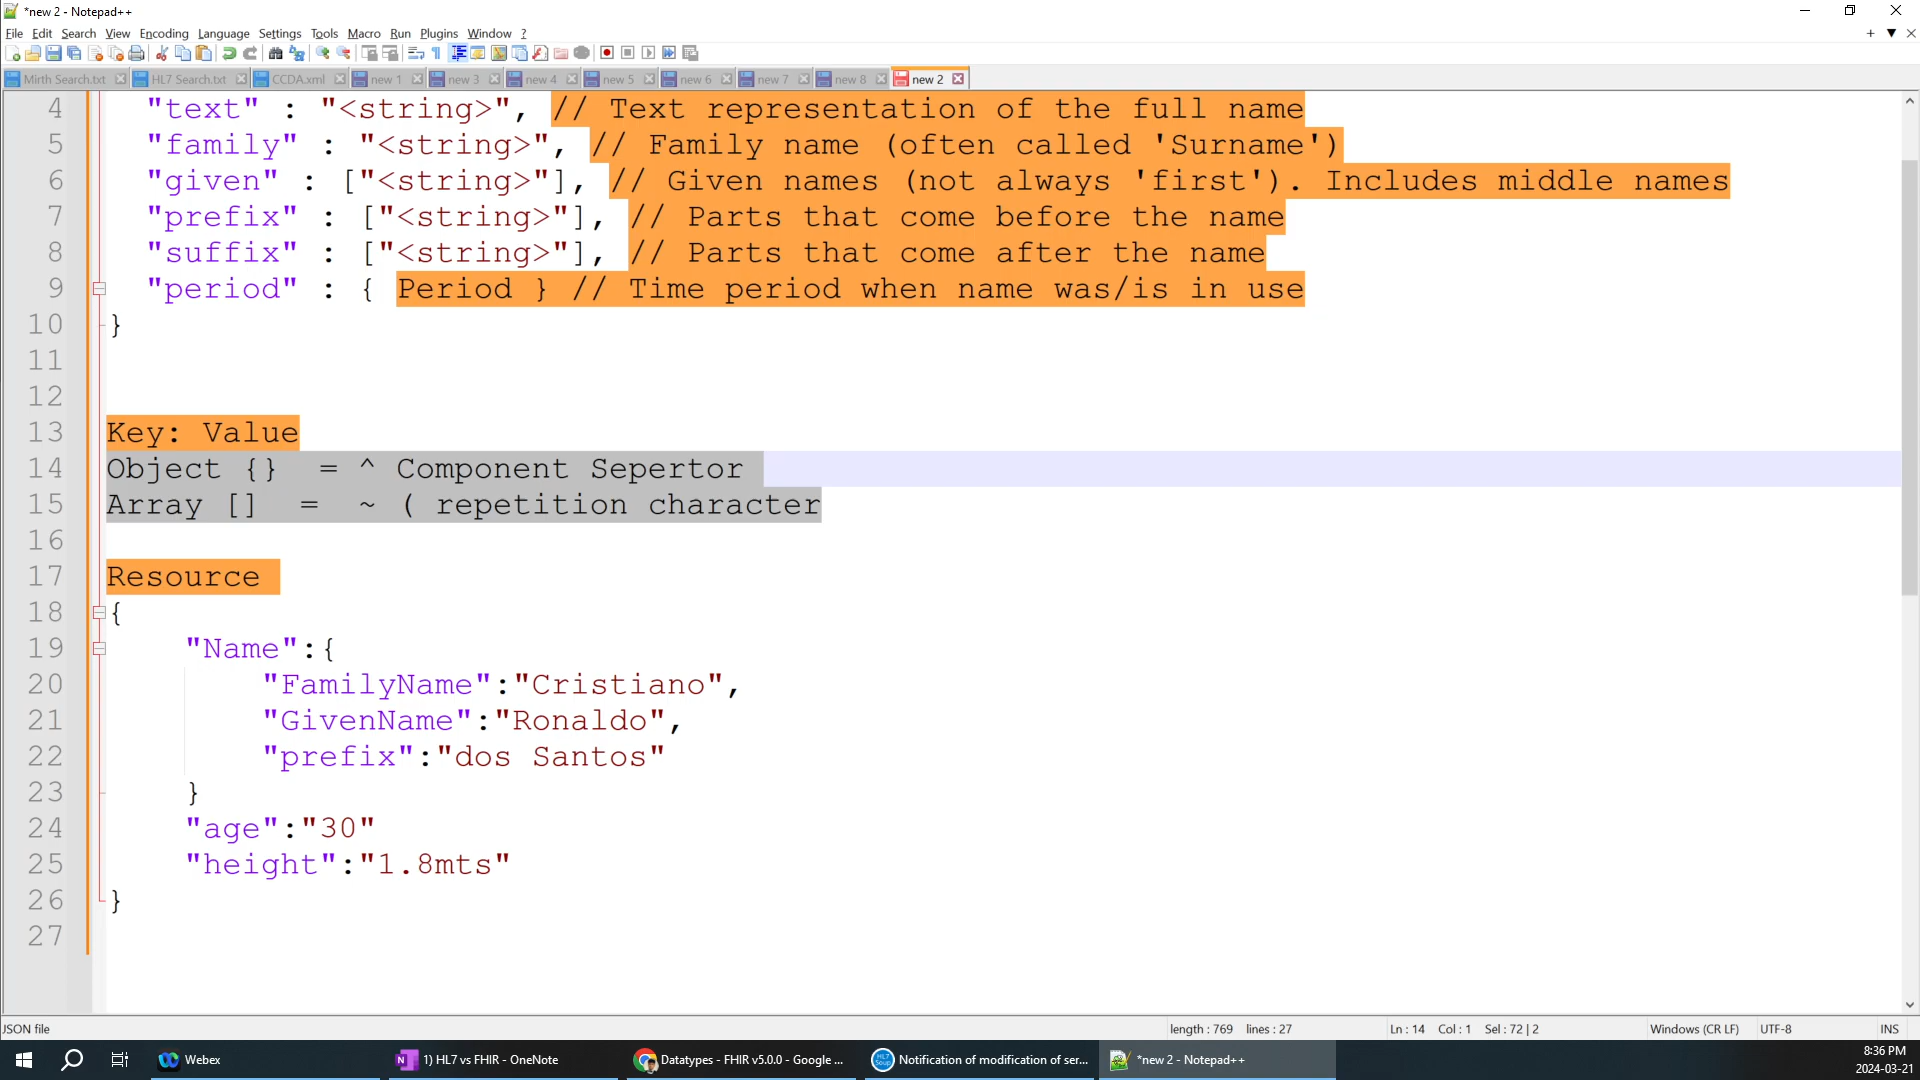 *new 2 - Notepad++
File Edit Search View Encoding Language Settings Tools Macro Run Plugins Window ?
Mirth Search.txt HL7 Search.txt CCDA.xml new 1 new 3 new 4 new 5 new 6 new 7 new 8 new 2
4 "text" : "<string>", // Text representation of the full name
5 "family" : "<string>", // Family name (often called 'Surname')
6 "given" : ["<string>"], // Given names (not always 'first'). Includes middle names
7 "prefix" : ["<string>"], // Parts that come before the name
8 "suffix" : ["<string>"], // Parts that come after the name
9 "period" : { Period } // Time period when name was/is in use
10 }
11
12
13 Key: Value
14 Object {} = ^ Component Sepertor
15 Array [] = ~ ( repetition character
16
17 Resource
18 {
19 "Name":{
20 "FamilyName":"Cristiano",
21 "GivenName":"Ronaldo",
22 "prefix":"dos Santos"
23 }
24 "age":"30"
25 "height":"1.8mts"
26 }
27
JSON file length : 769 lines : 27 Ln : 14 Col : 1 Sel : 72 | 2 Windows (CR LF) UTF-8 INS
Webex 1) HL7 vs FHIR - OneNote Datatypes - FHIR v5.0.0 - Google ... Notification of modification of ser... *new 2 - Notepad++
8:36 PM
2024-03-21